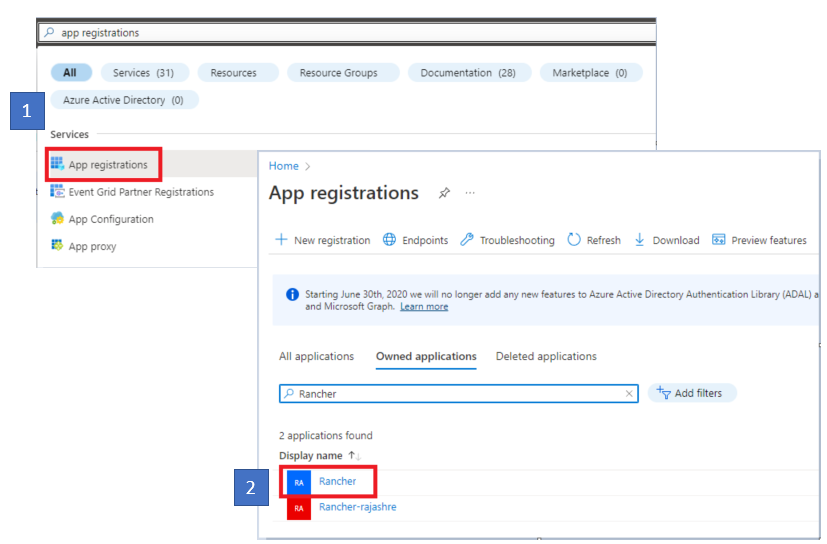 app registrations
All Services (31) Resources Resource Groups Documentation (28) Marketplace (0)
Azure Active Directory (0)
1
Services
App registrations
Event Grid Partner Registrations
App Configuration
App proxy
Home >
App registrations ...
New registration Endpoints Troubleshooting Refresh Download Preview features
Starting June 30th, 2020 we will no longer add any new features to Azure Active Directory Authentication Library (ADAL) a
and Microsoft Graph. Learn more
All applications Owned applications Deleted applications
Rancher × Add filters
2 applications found
Display name ↑↓
2
RA Rancher
RA Rancher-rajashre